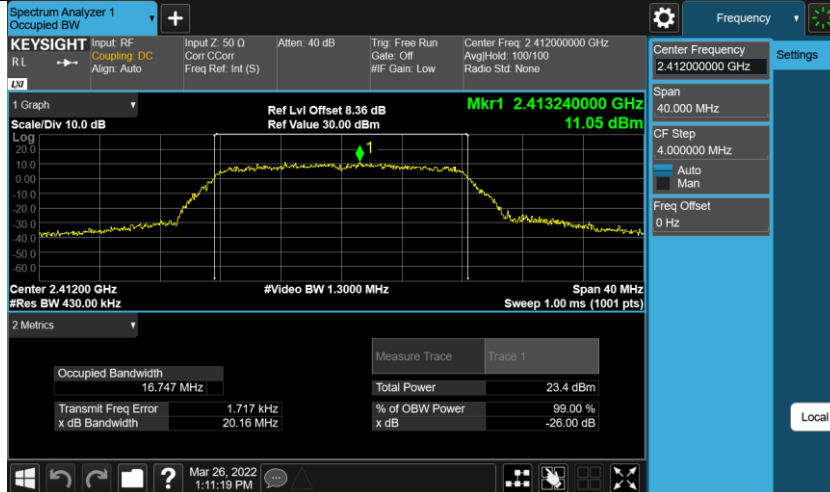 Spectrum Analyzer 1
Occupied BW
Frequency
KEYSIGHT
R L
LXI
Input: RF
Coupling: DC
Align: Auto
Input Z: 50 Ω
Corr CCorr
Freq Ref: Int (S)
Atten: 40 dB
Trig: Free Run
Gate: Off
#IF Gain: Low
Center Freq: 2.412000000 GHz
Avg|Hold: 100/100
Radio Std: None
Center Frequency
2.412000000 GHz
Settings
Span
40.000 MHz
CF Step
4.000000 MHz
Auto
Man
Freq Offset
0 Hz
Local
1 Graph
Scale/Div 10.0 dB
Ref Lvl Offset 8.36 dB
Ref Value 30.00 dBm
Mkr1 2.413240000 GHz
11.05 dBm
Log
20.0
10.0
0.00
-10.0
-20.0
-30.0
-40.0
-50.0
-60.0
1
Center 2.41200 GHz
#Res BW 430.00 kHz
#Video BW 1.3000 MHz
Span 40 MHz
Sweep 1.00 ms (1001 pts)
2 Metrics
Measure Trace Trace 1
Occupied Bandwidth
16.747 MHz
Total Power 23.4 dBm
Transmit Freq Error 1.717 kHz
% of OBW Power 99.00 %
x dB Bandwidth 20.16 MHz
x dB -26.00 dB
?
Mar 26, 2022
1:11:19 PM